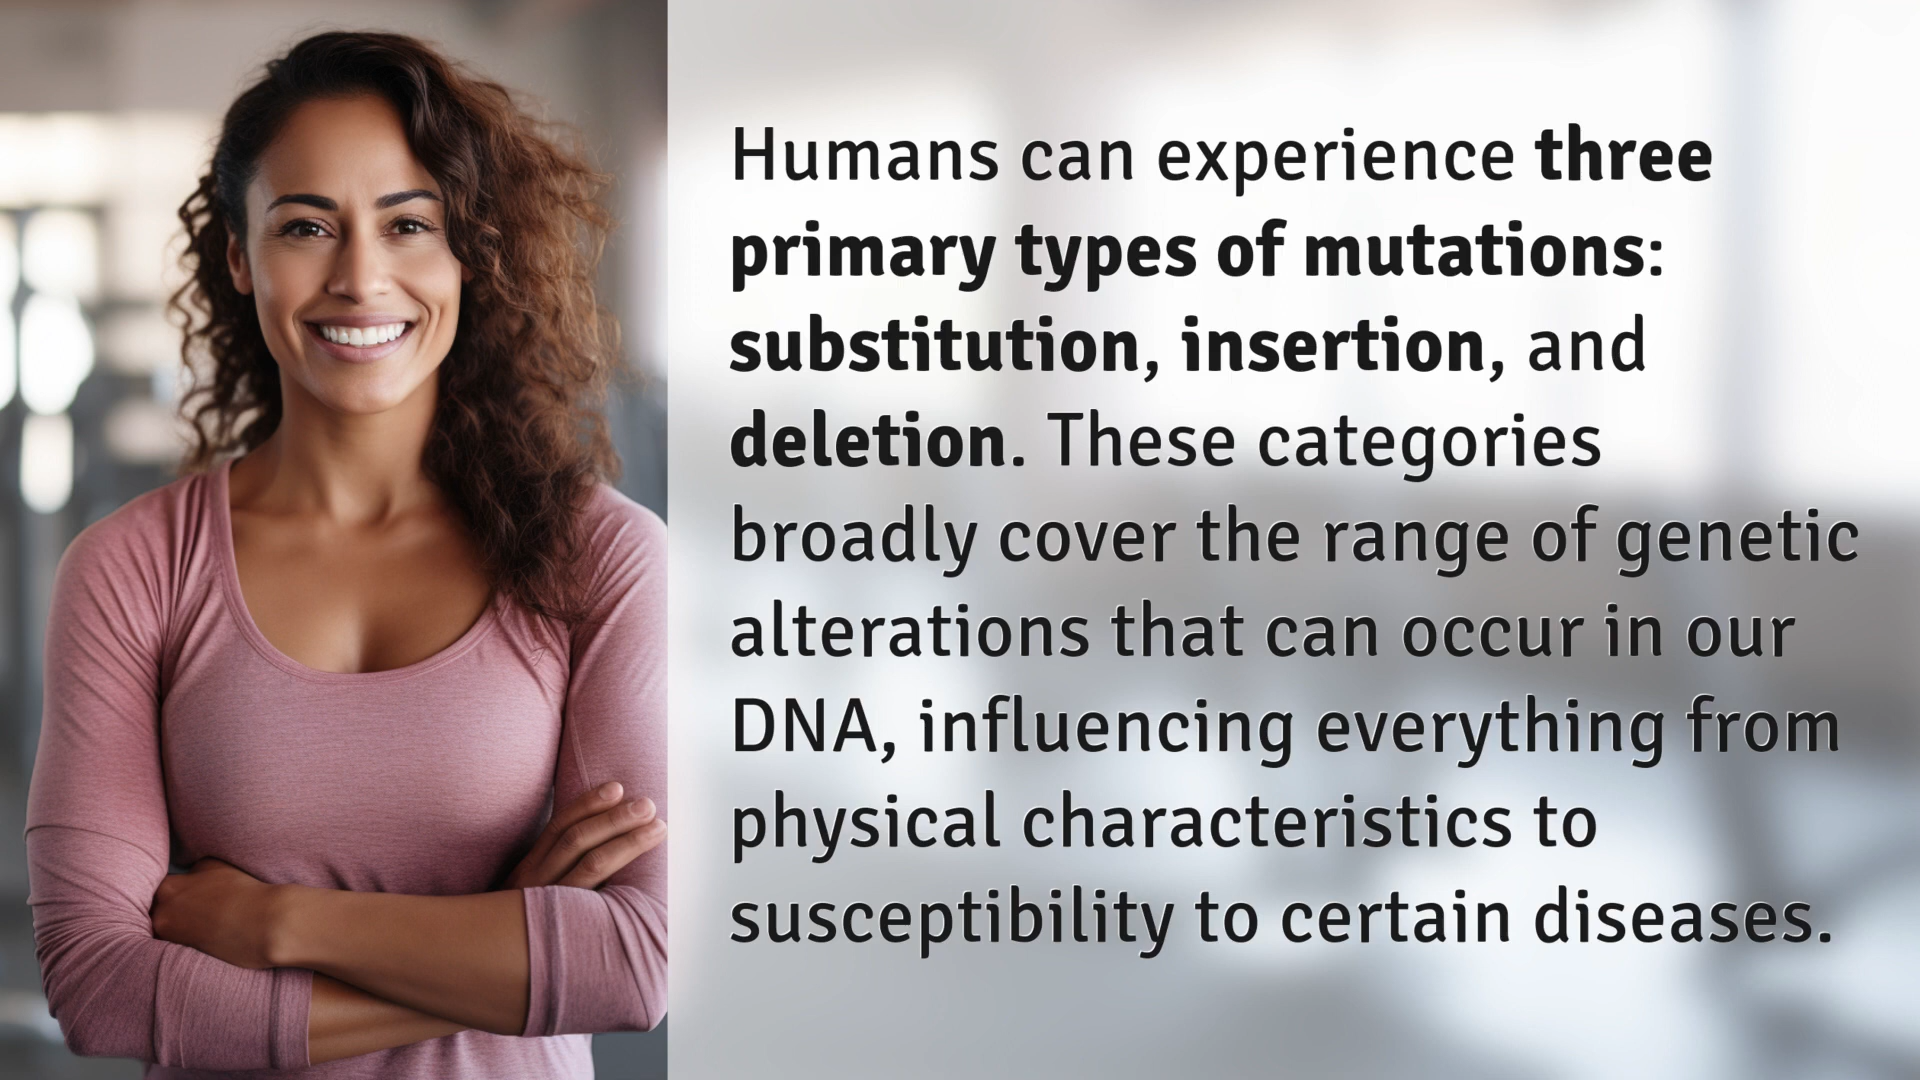 Humans can experience three
primary types of mutations:
substitution, insertion, and
deletion. These categories
broadly cover the range of genetic
alterations that can occur in our
DNA, influencing everything from
physical characteristics to
susceptibility to certain diseases.